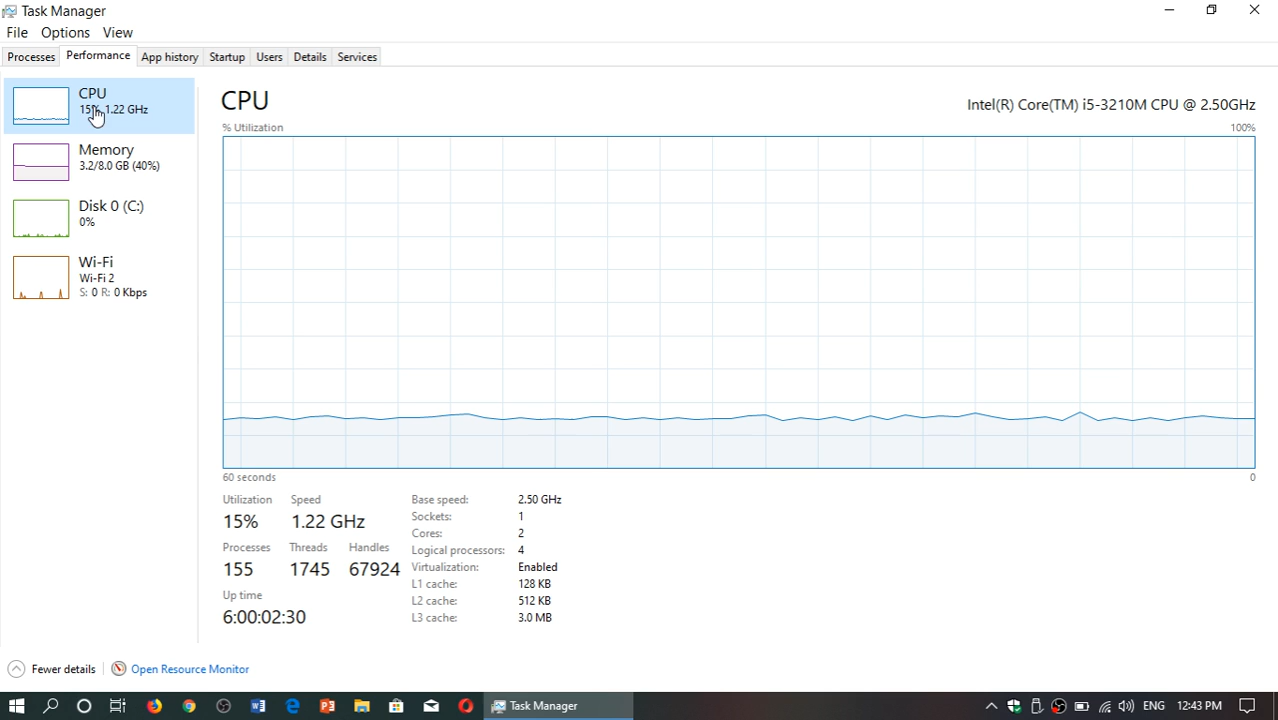 Task Manager
File Options View
Processes Performance App history Startup Users Details Services
CPU
15% 1.22 GHz
Memory
3.2/8.0 GB (40%)
Disk 0 (C:)
0%
Wi-Fi
Wi-Fi 2
S: 0 R: 0 Kbps
CPU
Intel(R) Core(TM) i5-3210M CPU @ 2.50GHz
% Utilization 100%
60 seconds 0
Utilization Speed
15% 1.22 GHz
Processes Threads Handles
155 1745 67924
Up time
6:00:02:30
Base speed: 2.50 GHz
Sockets: 1
Cores: 2
Logical processors: 4
Virtualization: Enabled
L1 cache: 128 KB
L2 cache: 512 KB
L3 cache: 3.0 MB
Fewer details Open Resource Monitor
Task Manager ENG 12:43 PM